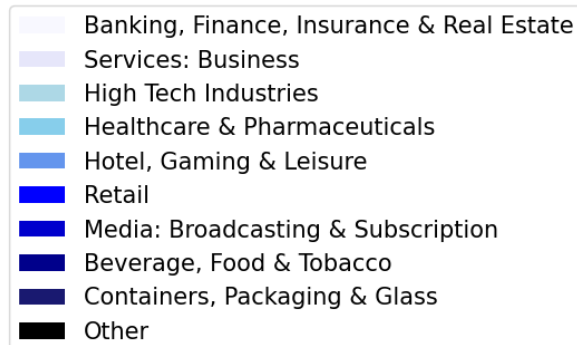 Banking, Finance, Insurance & Real Estate
Services: Business
High Tech Industries
Healthcare & Pharmaceuticals
Hotel, Gaming & Leisure
Retail
Media: Broadcasting & Subscription
Beverage, Food & Tobacco
Containers, Packaging & Glass
Other